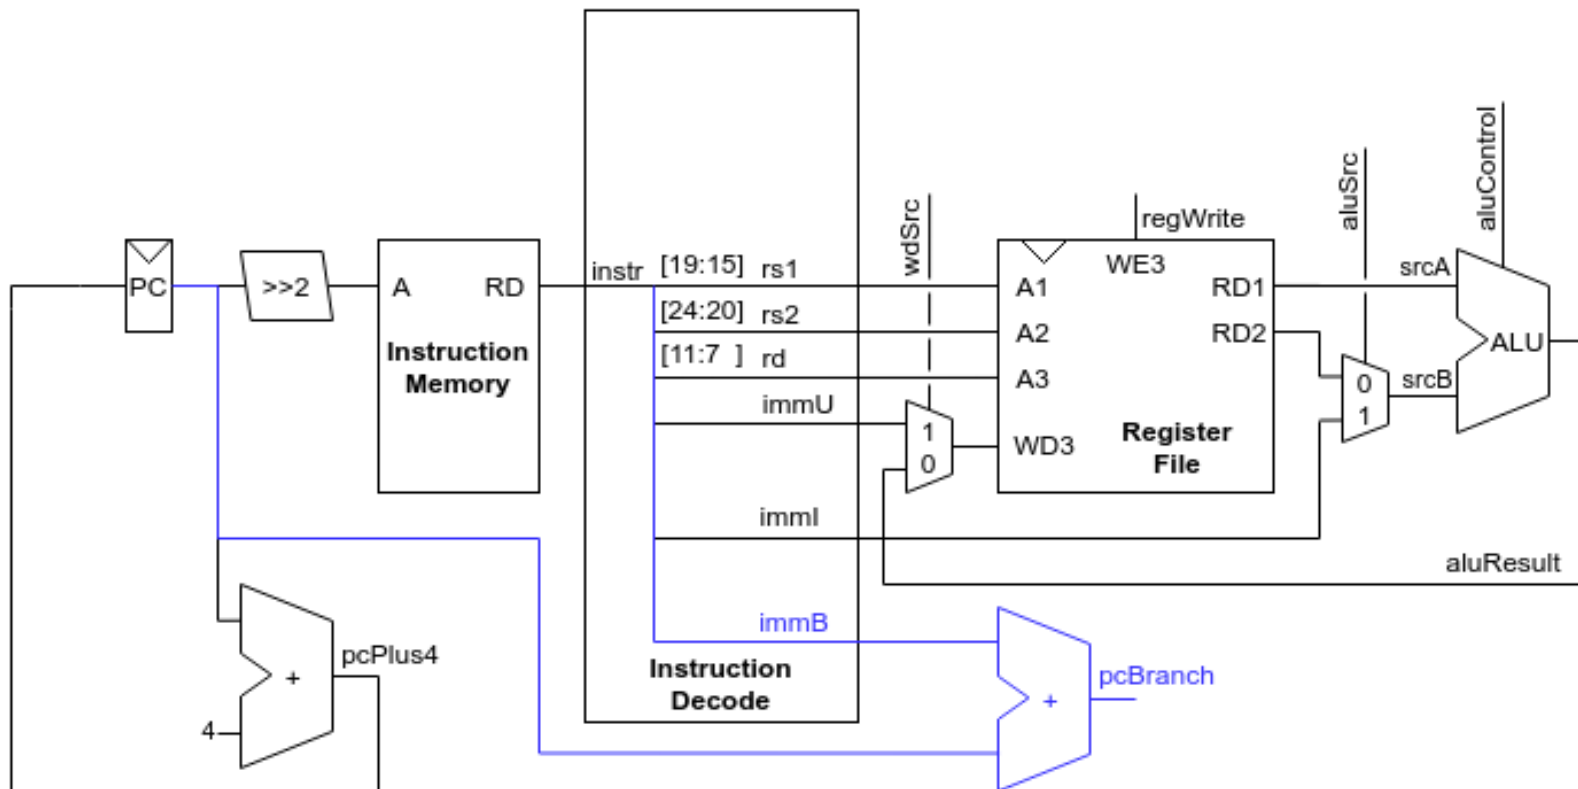 wdSrc
aluSrc
aluControl
regWrite
PC
>>2
A
RD
Instruction
Memory
instr
[19:15] rs1
[24:20] rs2
[11:7 ] rd
immU
immI
immB
Instruction
Decode
1
0
WE3
A1
A2
A3
WD3
RD1
RD2
Register
File
0
1
srcA
srcB
ALU
aluResult
+
4
pcPlus4
+
pcBranch